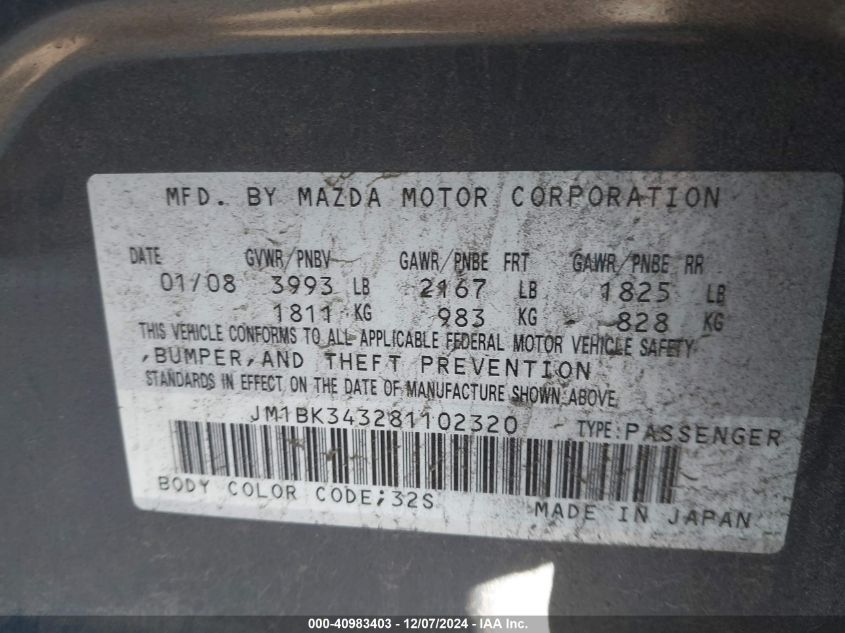 MFD. BY MAZDA MOTOR CORPORATION
DATE GVWR/PNBV GAWR/PNBE FRT GAWR/PNBE RR
01/08 3993 LB 2167 LB 1825 LB
1811 KG 983 KG 828 KG
THIS VEHICLE CONFORMS TO ALL APPLICABLE FEDERAL MOTOR VEHICLE SAFETY
,BUMPER,AND THEFT PREVENTION
STANDARDS IN EFFECT ON THE DATE OF MANUFACTURE SHOWN ABOVE.
JM1BK343281102320 TYPE:PASSENGER
BODY COLOR CODE;32S MADE IN JAPAN
000-40983403 - 12/07/2024 - IAA Inc.